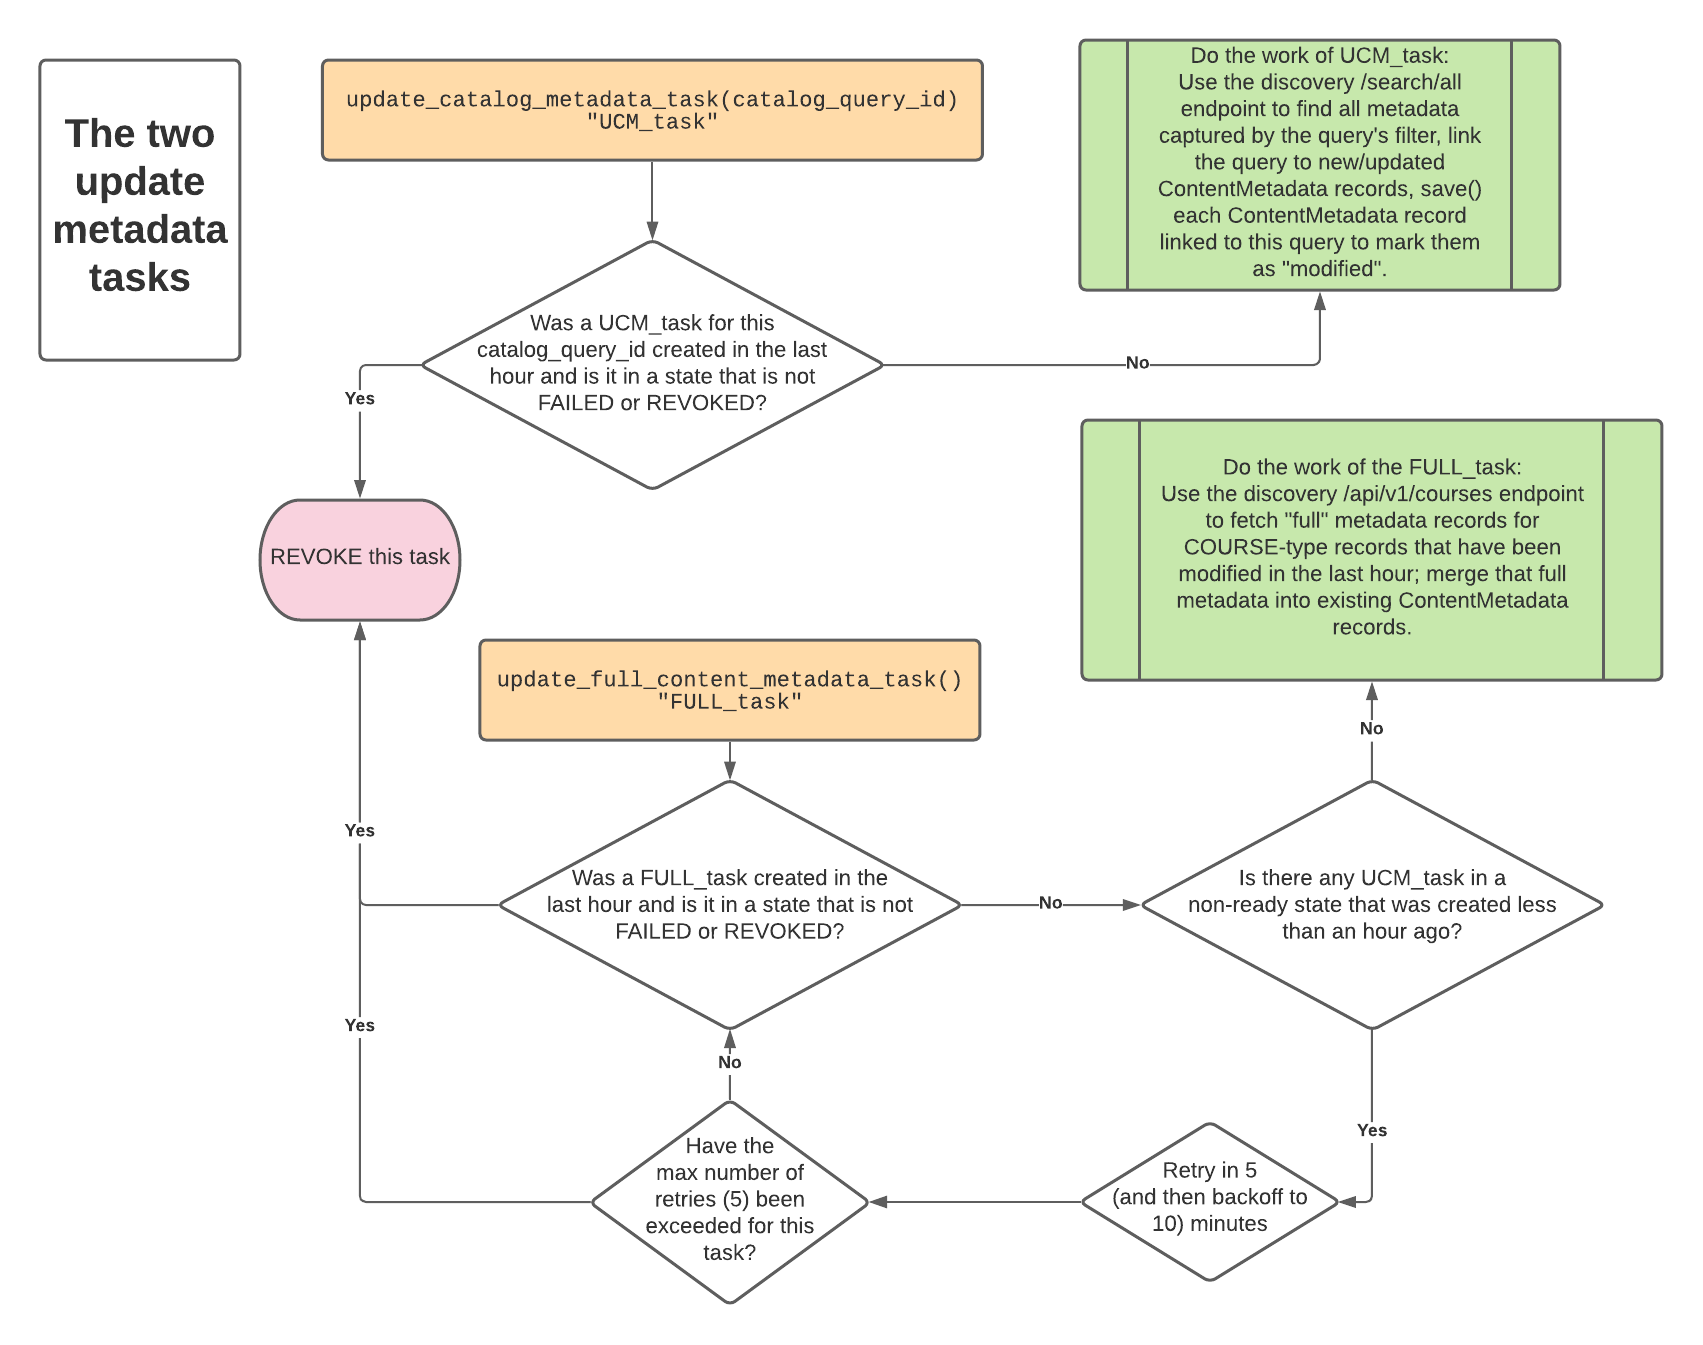 The two
update
metadata
tasks
update_catalog_metadata_task(catalog_query_id)
"UCM_task"
Do the work of UCM_task:
Use the discovery /search/all
endpoint to find all metadata
captured by the query's filter, link
the query to new/updated
ContentMetadata records, save()
each ContentMetadata record
linked to this query to mark them
as "modified".
Was a UCM_task for this
catalog_query_id created in the last
hour and is it in a state that is not
FAILED or REVOKED?
No
Yes
REVOKE this task
Do the work of the FULL_task:
Use the discovery /api/v1/courses endpoint
to fetch "full" metadata records for
COURSE-type records that have been
modified in the last hour; merge that full
metadata into existing ContentMetadata
records.
update_full_content_metadata_task()
"FULL_task"
No
Yes
Was a FULL_task created in the
last hour and is it in a state that is not
FAILED or REVOKED?
No
Is there any UCM_task in a
non-ready state that was created less
than an hour ago?
Yes
No
Yes
Have the
max number of
retries (5) been
exceeded for this
task?
Retry in 5
(and then backoff to
10) minutes